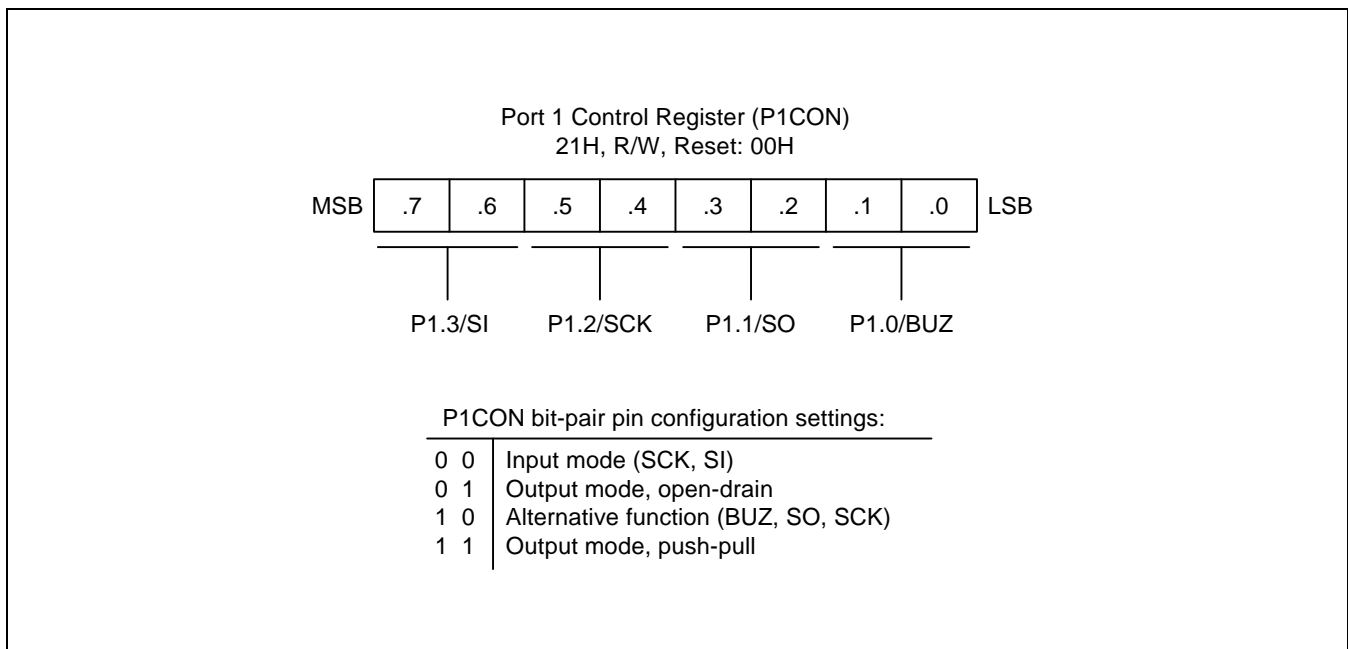 Port 1 Control Register (P1CON)
21H, R/W, Reset: 00H
MSB .7 .6 .5 .4 .3 .2 .1 .0 LSB
P1.3/SI P1.2/SCK P1.1/SO P1.0/BUZ
P1CON bit-pair pin configuration settings:
0 0 Input mode (SCK, SI)
0 1 Output mode, open-drain
1 0 Alternative function (BUZ, SO, SCK)
1 1 Output mode, push-pull